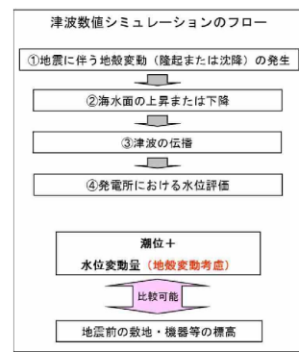 津波数値シミュレーションのフロー
①地震に伴う地殻変動（隆起または沈降）の発生
②海水面の上昇または下降
③津波の伝播
④発電所における水位評価
潮位＋
水位変動量（地殻変動考慮）
比較可能
地震前の敷地・機器等の標高